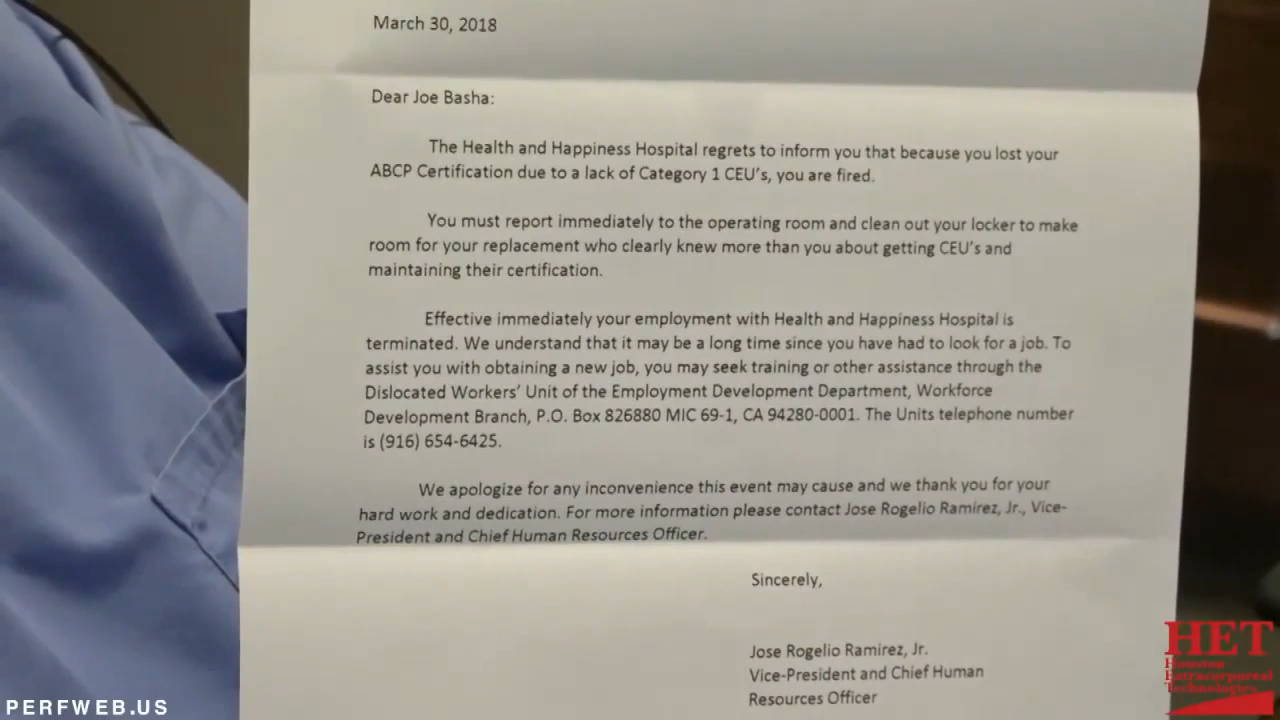 March 30, 2018
Dear Joe Basha:
The Health and Happiness Hospital regrets to inform you that because you lost your
ABCP Certification due to a lack of Category 1 CEU's, you are fired.
You must report immediately to the operating room and clean out your locker to make
room for your replacement who clearly knew more than you about getting CEU's and
maintaining their certification.
Effective immediately your employment with Health and Happiness Hospital is
terminated. We understand that it may be a long time since you have had to look for a job. To
assist you with obtaining a new job, you may seek training or other assistance through the
Dislocated Workers' Unit of the Employment Development Department, Workforce
Development Branch, P.O. Box 826880 MIC 69-1, CA 94280-0001. The Units telephone number
is (916) 654-6425.
We apologize for any inconvenience this event may cause and we thank you for your
hard work and dedication. For more information please contact Jose Rogelio Ramirez, Jr., Vice-
President and Chief Human Resources Officer.
Sincerely,
Jose Rogelio Ramirez, Jr.
Vice-President and Chief Human
Resources Officer
HET
Houston
Extracorporeal
Technologies
PERFWEB.US